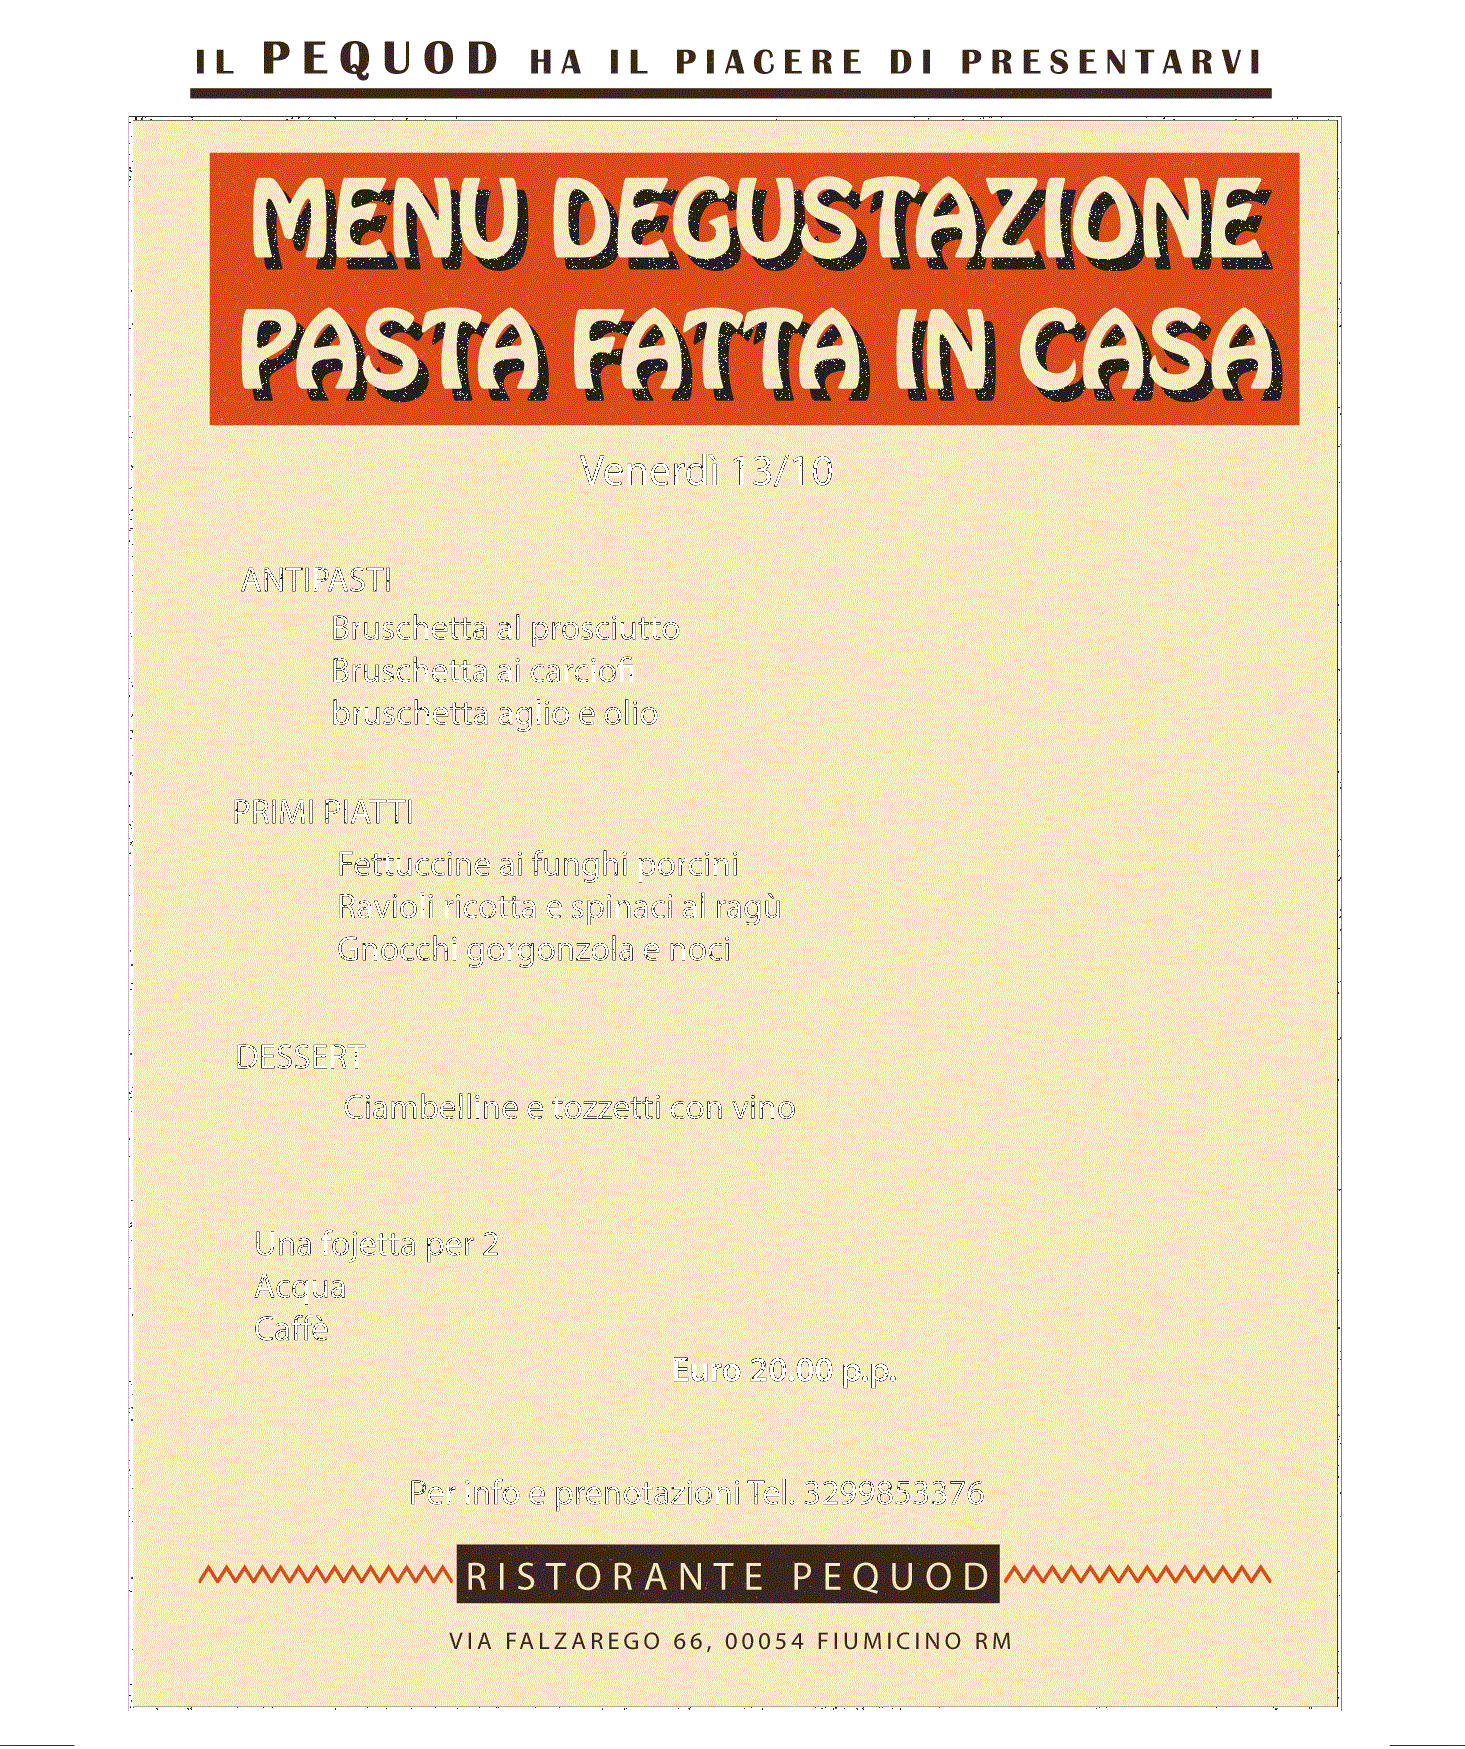 IL PEQUOD HA IL PIACERE DI PRESENTARVI
MENU DEGUSTAZIONE
PASTA FATTA IN CASA
Venerdì 13/10
ANTIPASTI
Bruschetta al prosciutto
Bruschetta ai carciofi
bruschetta aglio e olio
PRIMI PIATTI
Fettuccine ai funghi porcini
Ravioli ricotta e spinaci al ragù
Gnocchi gorgonzola e noci
DESSERT
Ciambelline e tozzetti con vino
Una fojetta per 2
Acqua
Caffè
Euro 20.00 p.p.
Per info e prenotazioni Tel. 3299853376
RISTORANTE PEQUOD
VIA FALZAREGO 66, 00054 FIUMICINO RM